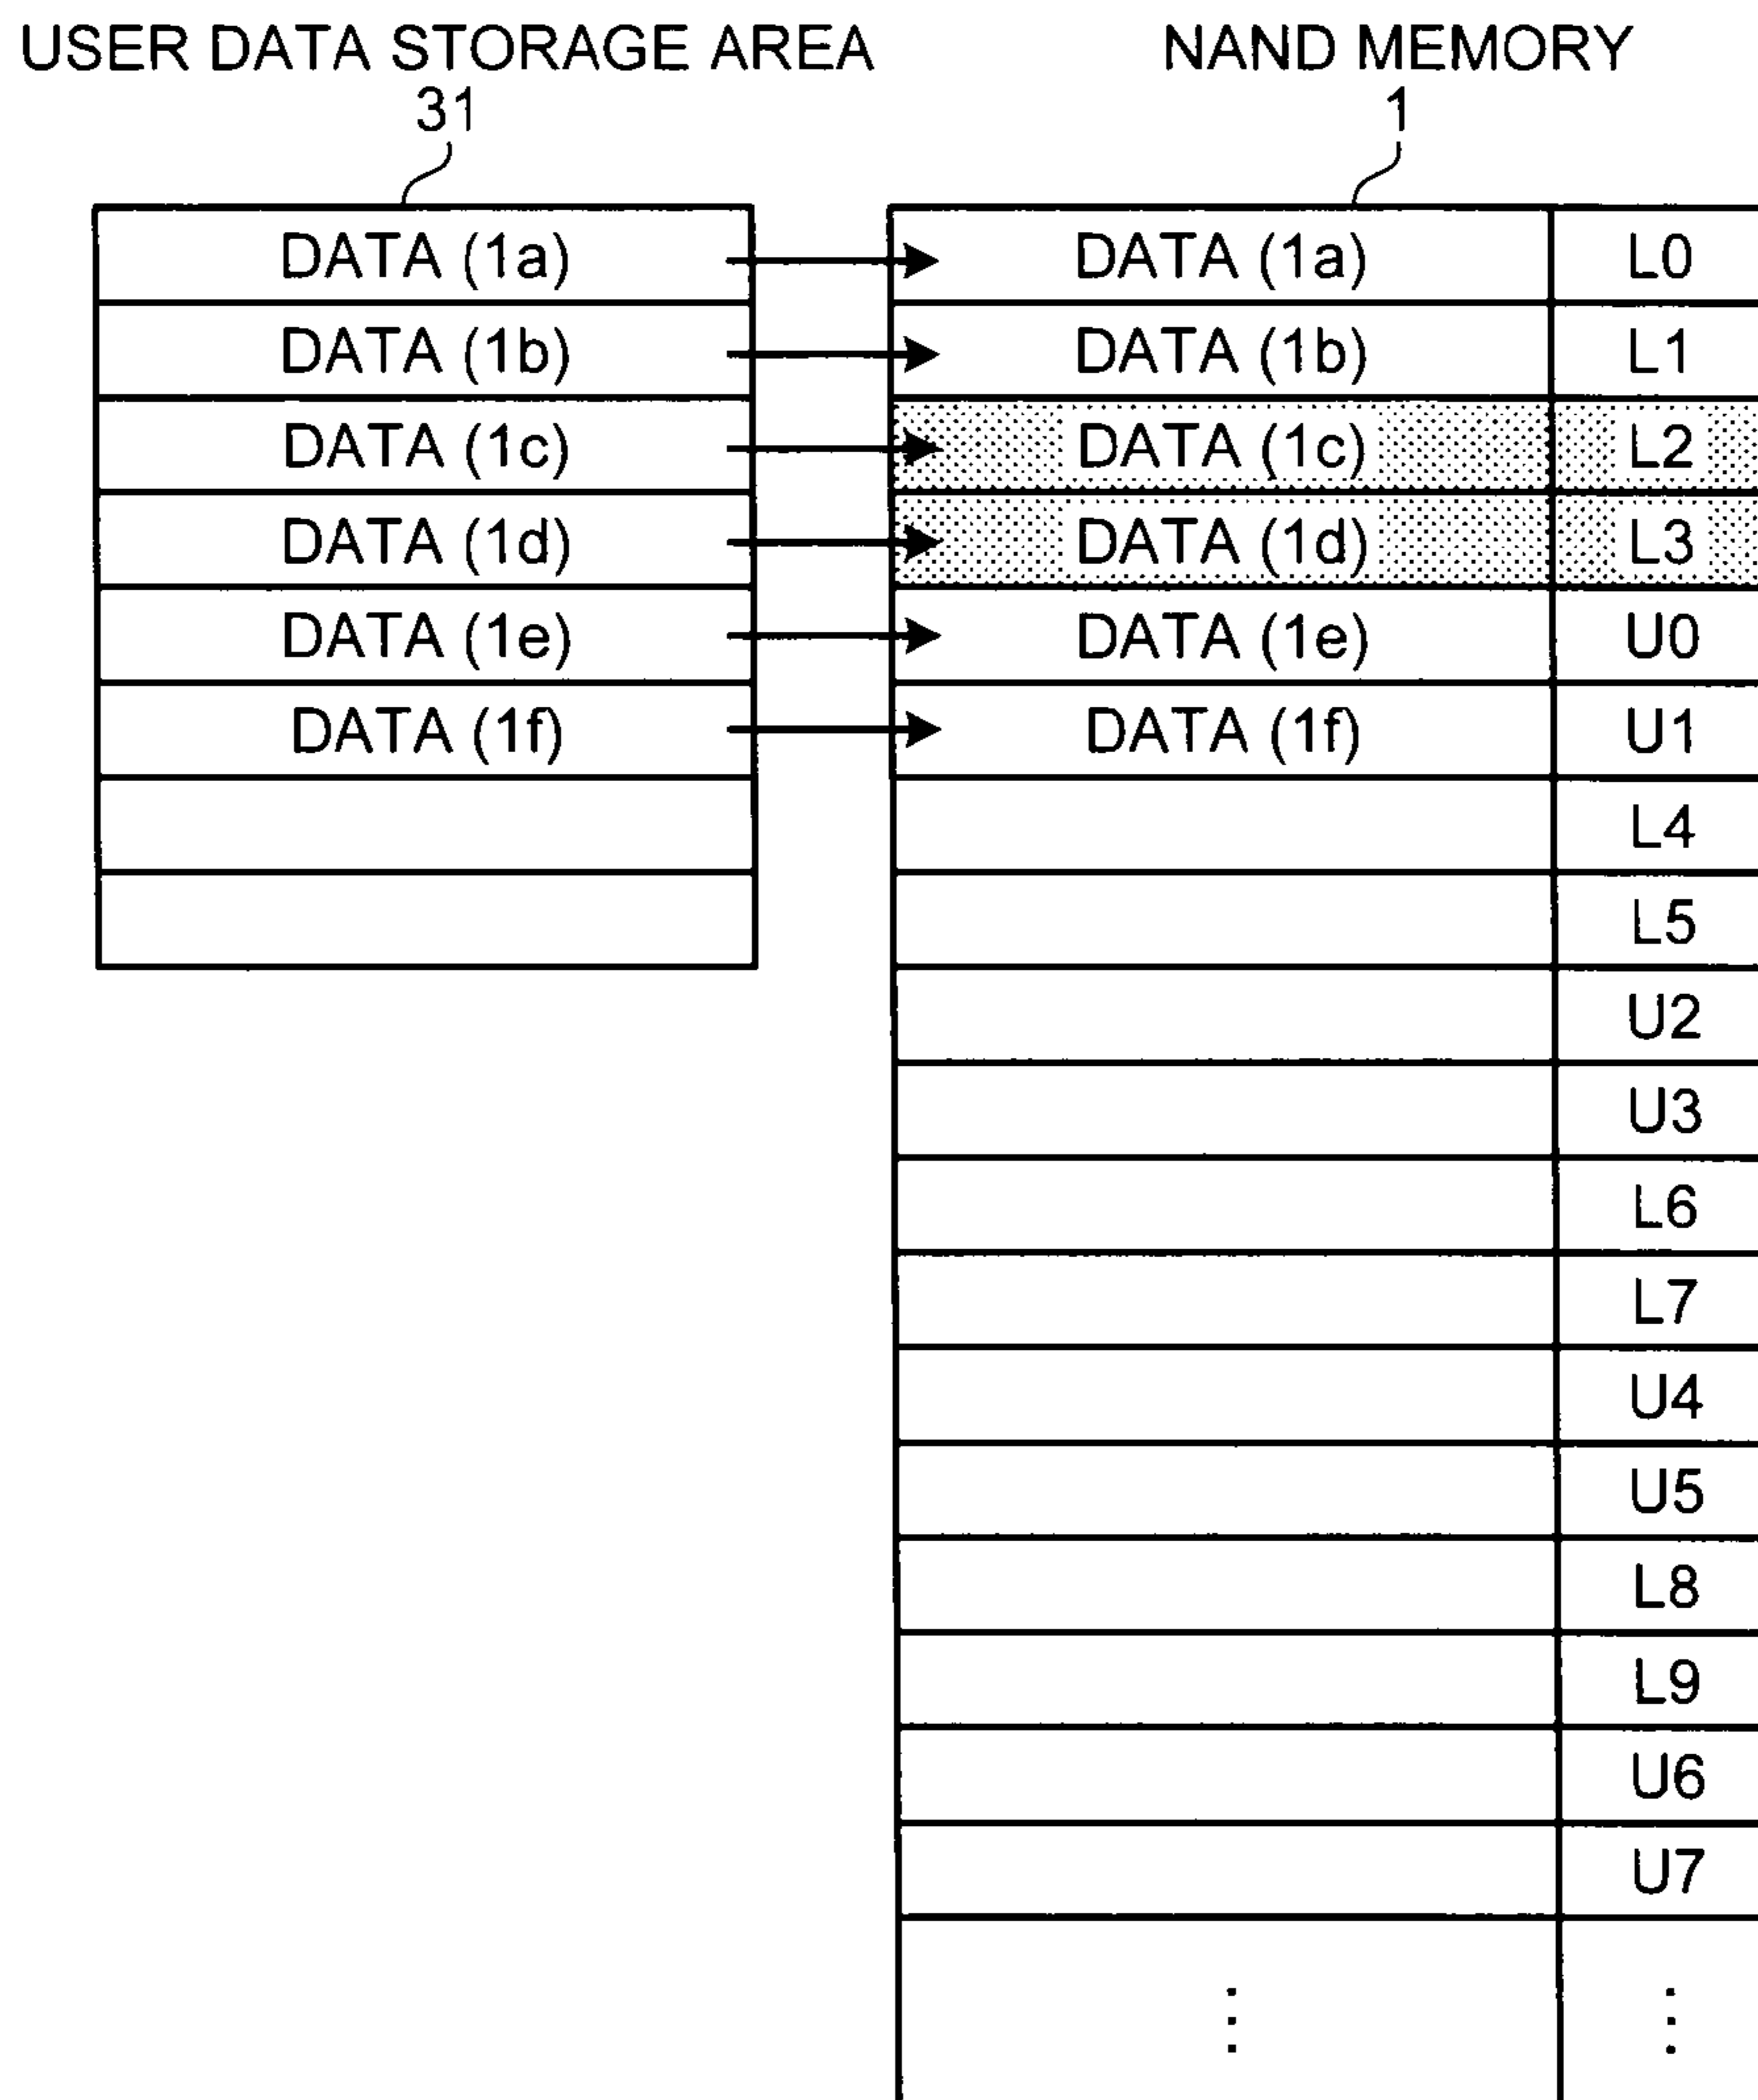 USER DATA STORAGE AREA NAND MEMORY
31 1
DATA (1a) DATA (1a) L0
DATA (1b) DATA (1b) L1
DATA (1c) DATA (1c) L2
DATA (1d) DATA (1d) L3
DATA (1e) DATA (1e) U0
DATA (1f) DATA (1f) U1
L4
L5
U2
U3
L6
L7
U4
U5
L8
L9
U6
U7
⋮ ⋮